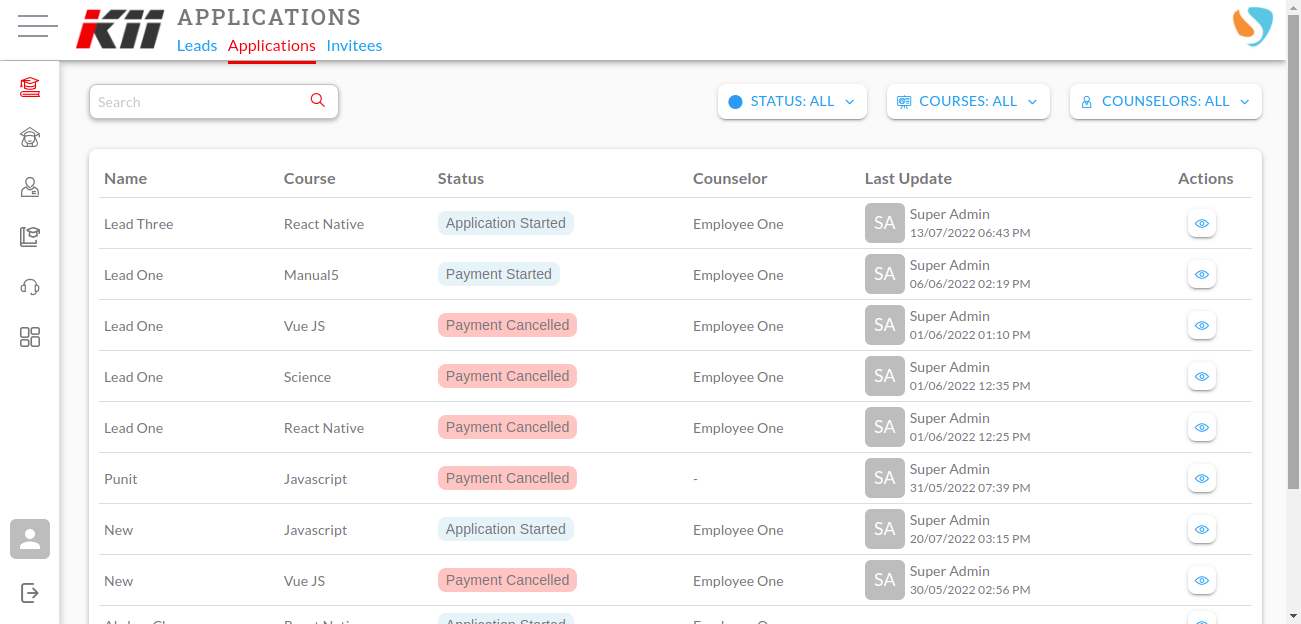 KII
APPLICATIONS
Leads Applications Invitees
Search
STATUS: ALL
COURSES: ALL
COUNSELORS: ALL
Name Course Status Counselor Last Update Actions
Lead Three React Native Application Started Employee One SA Super Admin
13/07/2022 06:43 PM
Lead One Manual5 Payment Started Employee One SA Super Admin
06/06/2022 02:19 PM
Lead One Vue JS Payment Cancelled Employee One SA Super Admin
01/06/2022 01:10 PM
Lead One Science Payment Cancelled Employee One SA Super Admin
01/06/2022 12:35 PM
Lead One React Native Payment Cancelled Employee One SA Super Admin
01/06/2022 12:25 PM
Punit Javascript Payment Cancelled - SA Super Admin
31/05/2022 07:39 PM
New Javascript Application Started Employee One SA Super Admin
20/07/2022 03:15 PM
New Vue JS Payment Cancelled Employee One SA Super Admin
30/05/2022 02:56 PM
React Native Application Started Employee One